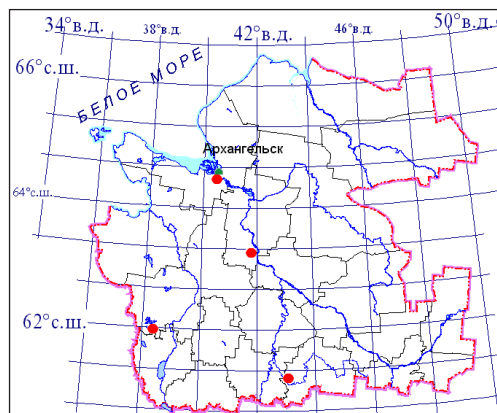 34°в.д.
38°в.д.
42°в.д.
46°в.д.
50°в.д.
66°с.ш.
БЕЛОЕ МОРЕ
Архангельск
64°с.ш.
62°с.ш.